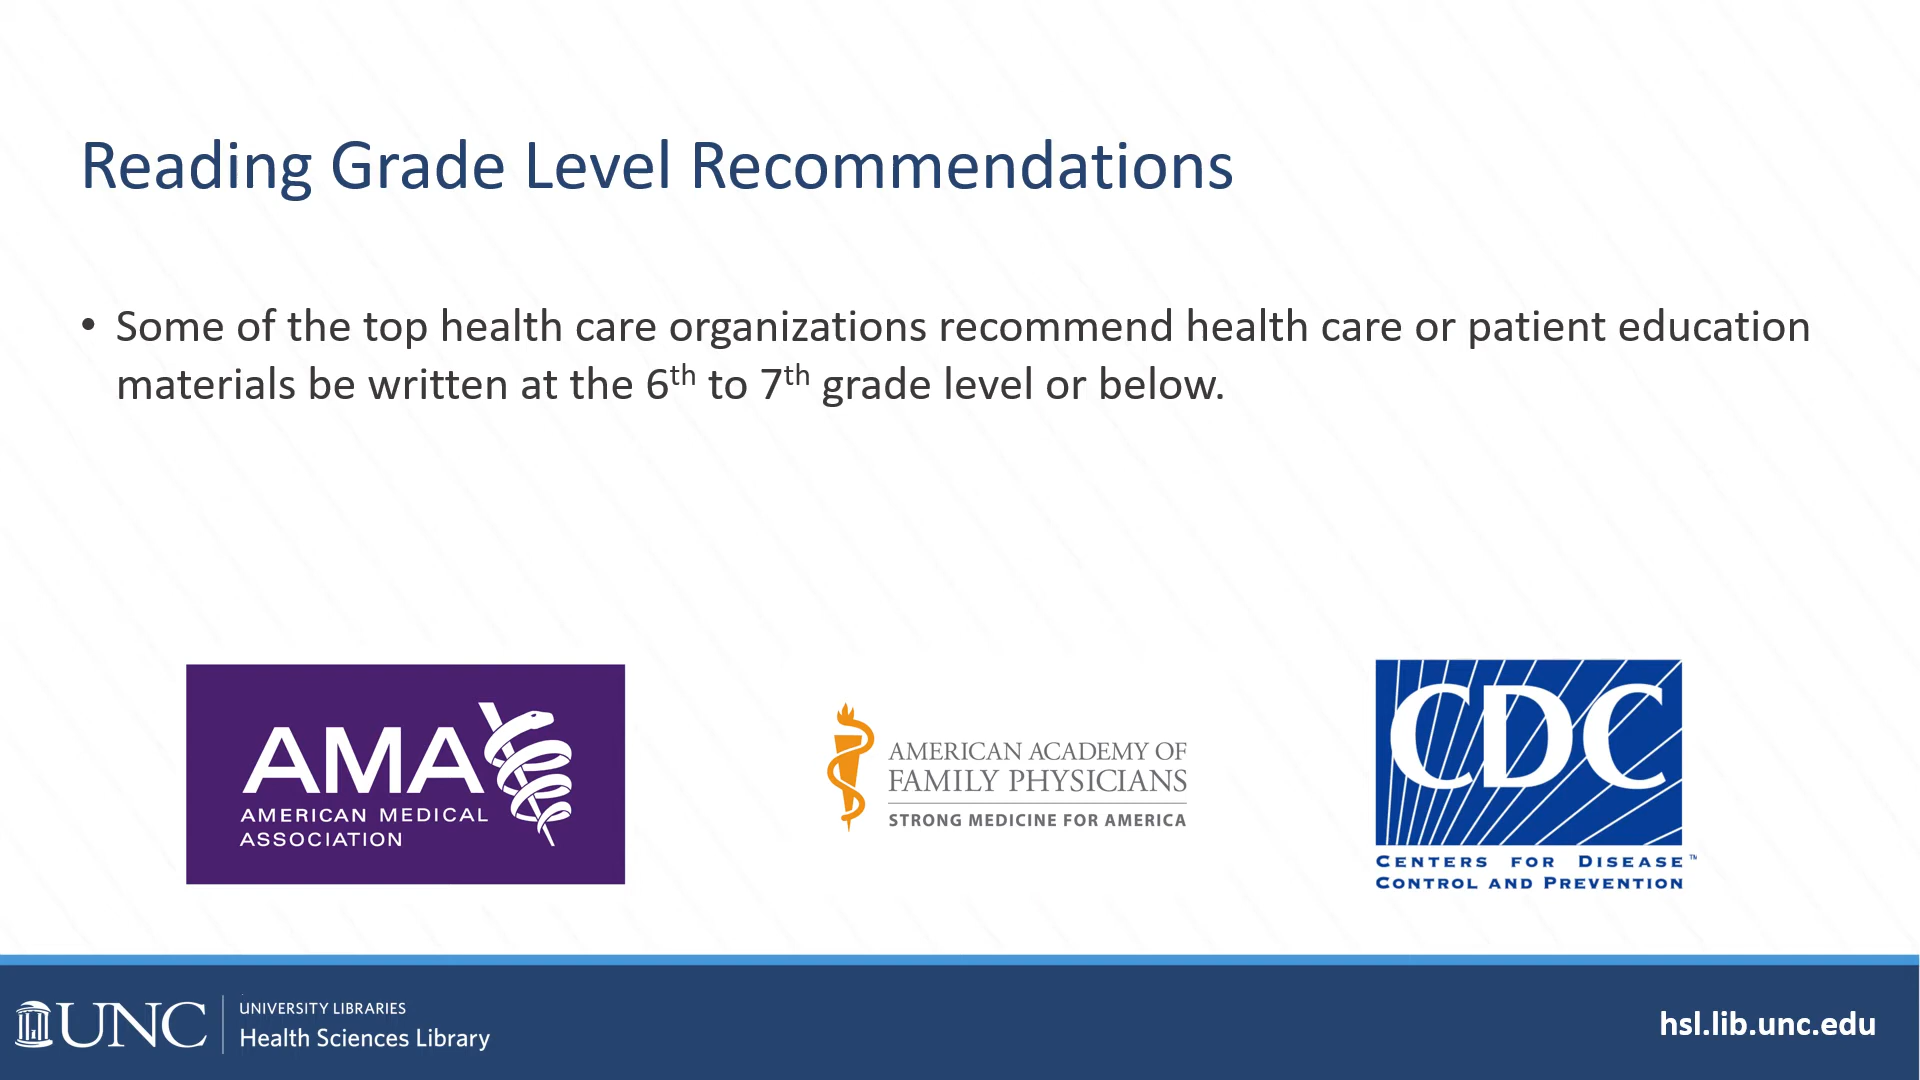 Reading Grade Level Recommendations
• Some of the top health care organizations recommend health care or patient education
materials be written at the 6th to 7th grade level or below.
AMA
AMERICAN MEDICAL
ASSOCIATION
AMERICAN ACADEMY OF
FAMILY PHYSICIANS
STRONG MEDICINE FOR AMERICA
CDC
CENTERS FOR DISEASE™
CONTROL AND PREVENTION
UNC
UNIVERSITY LIBRARIES
Health Sciences Library
hsl.lib.unc.edu